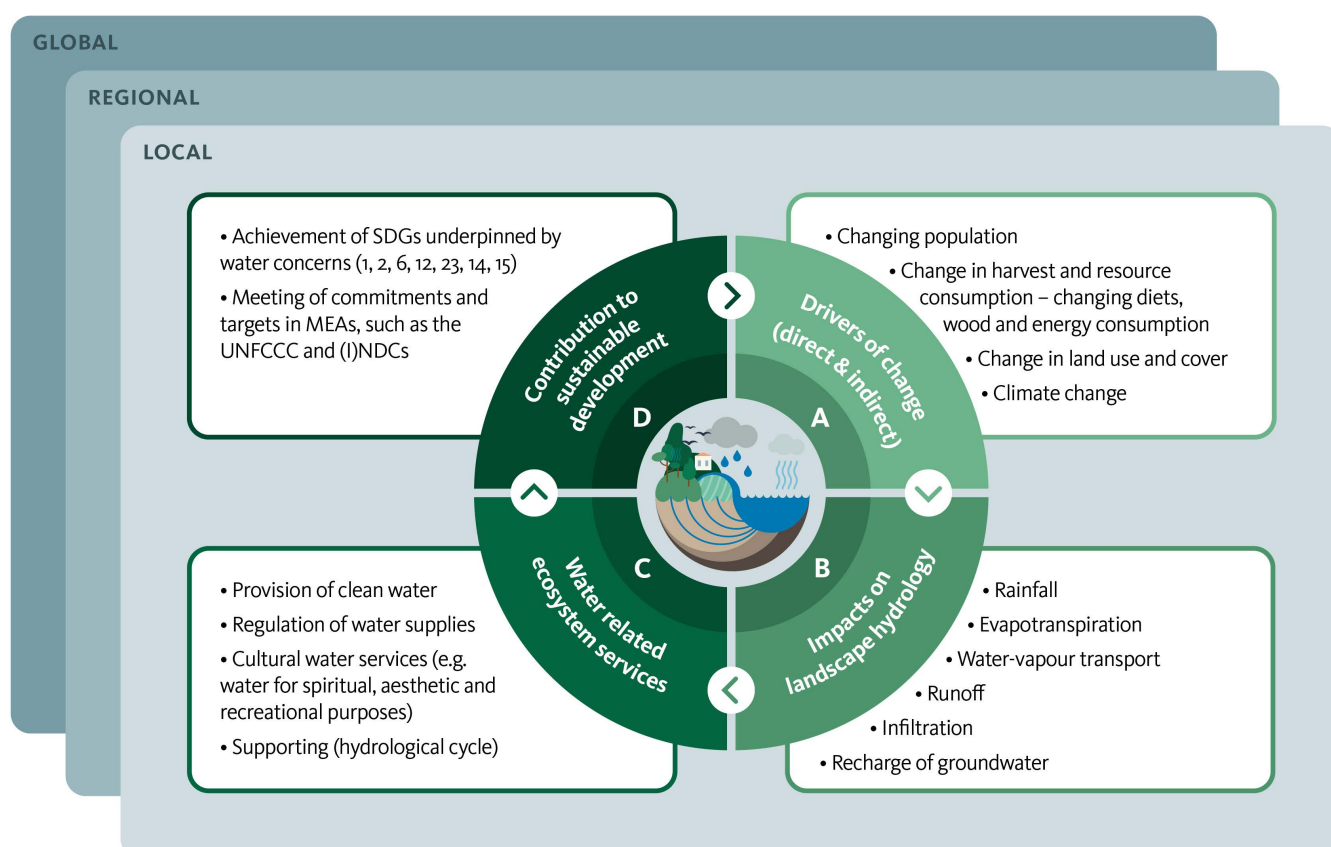 GLOBAL
REGIONAL
LOCAL
• Achievement of SDGs underpinned by
water concerns (1, 2, 6, 12, 23, 14, 15)
• Meeting of commitments and
targets in MEAs, such as the
UNFCCC and (I)NDCs
• Changing population
• Change in harvest and resource
consumption – changing diets,
wood and energy consumption
• Change in land use and cover
• Climate change
Contribution to
sustainable
development
D
Drivers of change
(direct & indirect)
A
Water related
ecosystem services
C
Impacts on
landscape hydrology
B
• Provision of clean water
• Regulation of water supplies
• Cultural water services (e.g.
water for spiritual, aesthetic and
recreational purposes)
• Supporting (hydrological cycle)
• Rainfall
• Evapotranspiration
• Water-vapour transport
• Runoff
• Infiltration
• Recharge of groundwater